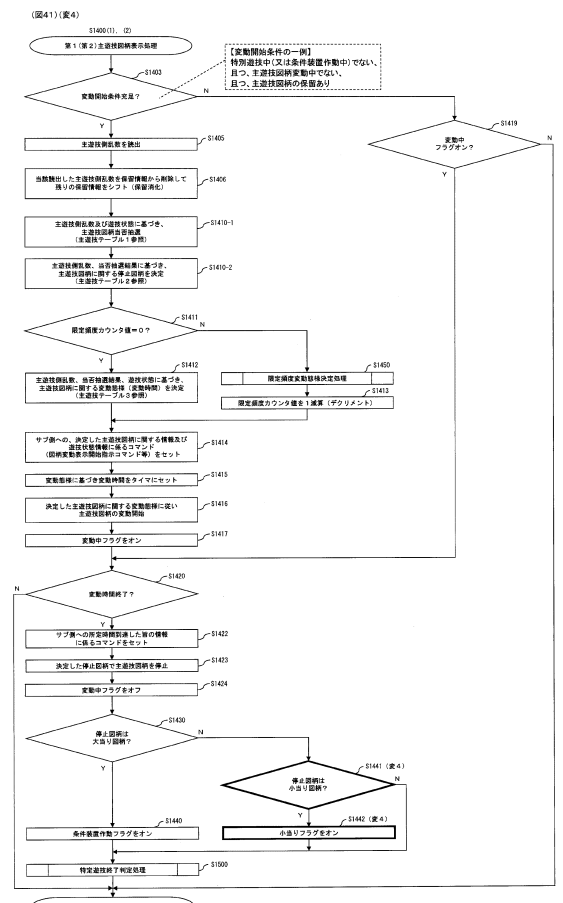 (図41)(変4)
S1400(1)、(2)
第1(第2)主遊技図柄表示処理
【変動開始条件の一例】
特別遊技中(又は条件装置作動中)でない、
且つ、主遊技図柄変動中でない、
且つ、主遊技図柄の保留あり
S1403
変動開始条件充足?
N
Y
S1419
変動中
フラグオン?
N
Y
S1405
主遊技側乱数を読出
S1406
当該読出した主遊技側乱数を保留情報から削除して
残りの保留情報をシフト(保留消化)
S1410-1
主遊技側乱数及び遊技状態に基づき、
主遊技図柄当否抽選
(主遊技テーブル1参照)
S1410-2
主遊技側乱数、当否抽選結果に基づき、
主遊技図柄に関する停止図柄を決定
(主遊技テーブル2参照)
S1411
限定頻度カウンタ値=0?
N
Y
S1412
主遊技側乱数、当否抽選結果、遊技状態に基づき、
主遊技図柄に関する変動態様(変動時間)を決定
(主遊技テーブル3参照)
S1450
限定頻度変動態様決定処理
S1413
限定頻度カウンタ値を1減算(デクリメント)
S1414
サブ側への、決定した主遊技図柄に関する情報及び
遊技状態情報に係るコマンド
(図柄変動表示開始指示コマンド等)をセット
S1415
変動態様に基づき変動時間をタイマにセット
S1416
決定した主遊技図柄に関する変動態様に従い
主遊技図柄の変動開始
S1417
変動中フラグをオン
S1420
変動時間終了?
N
Y
S1422
サブ側への所定時間到達した旨の情報
に係るコマンドをセット
S1423
決定した停止図柄で主遊技図柄を停止
S1424
変動中フラグをオフ
S1430
停止図柄は
大当り図柄?
N
Y
S1441 (変4)
停止図柄は
小当り図柄?
N
Y
S1440
条件装置作動フラグをオン
S1442 (変4)
小当りフラグをオン
S1500
特定遊技終了判定処理